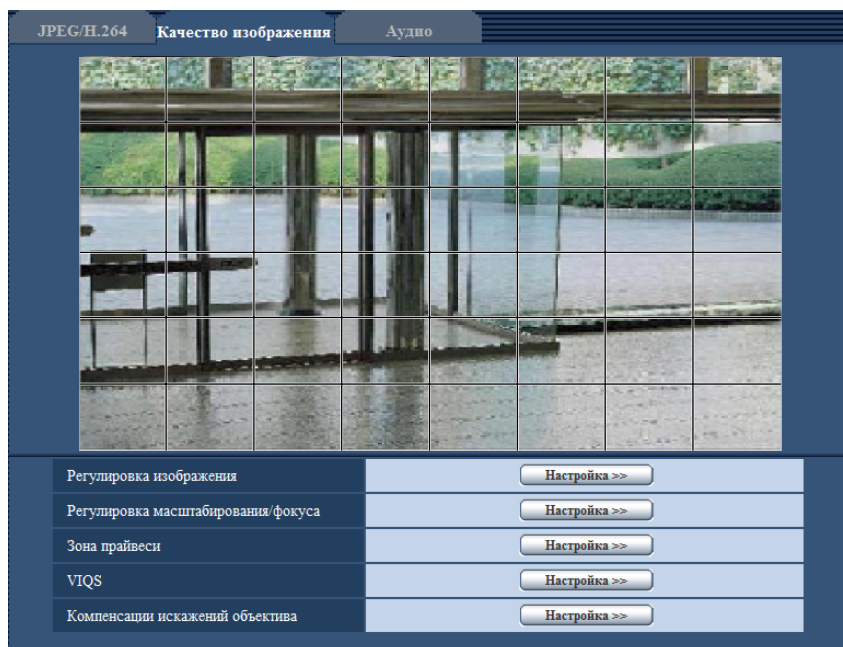 JPEG/H.264
Качество изображения
Аудио
Регулировка изображения
Настройка >>
Регулировка масштабирования/фокуса
Настройка >>
Зона прайвеси
Настройка >>
VIQS
Настройка >>
Компенсации искажений объектива
Настройка >>